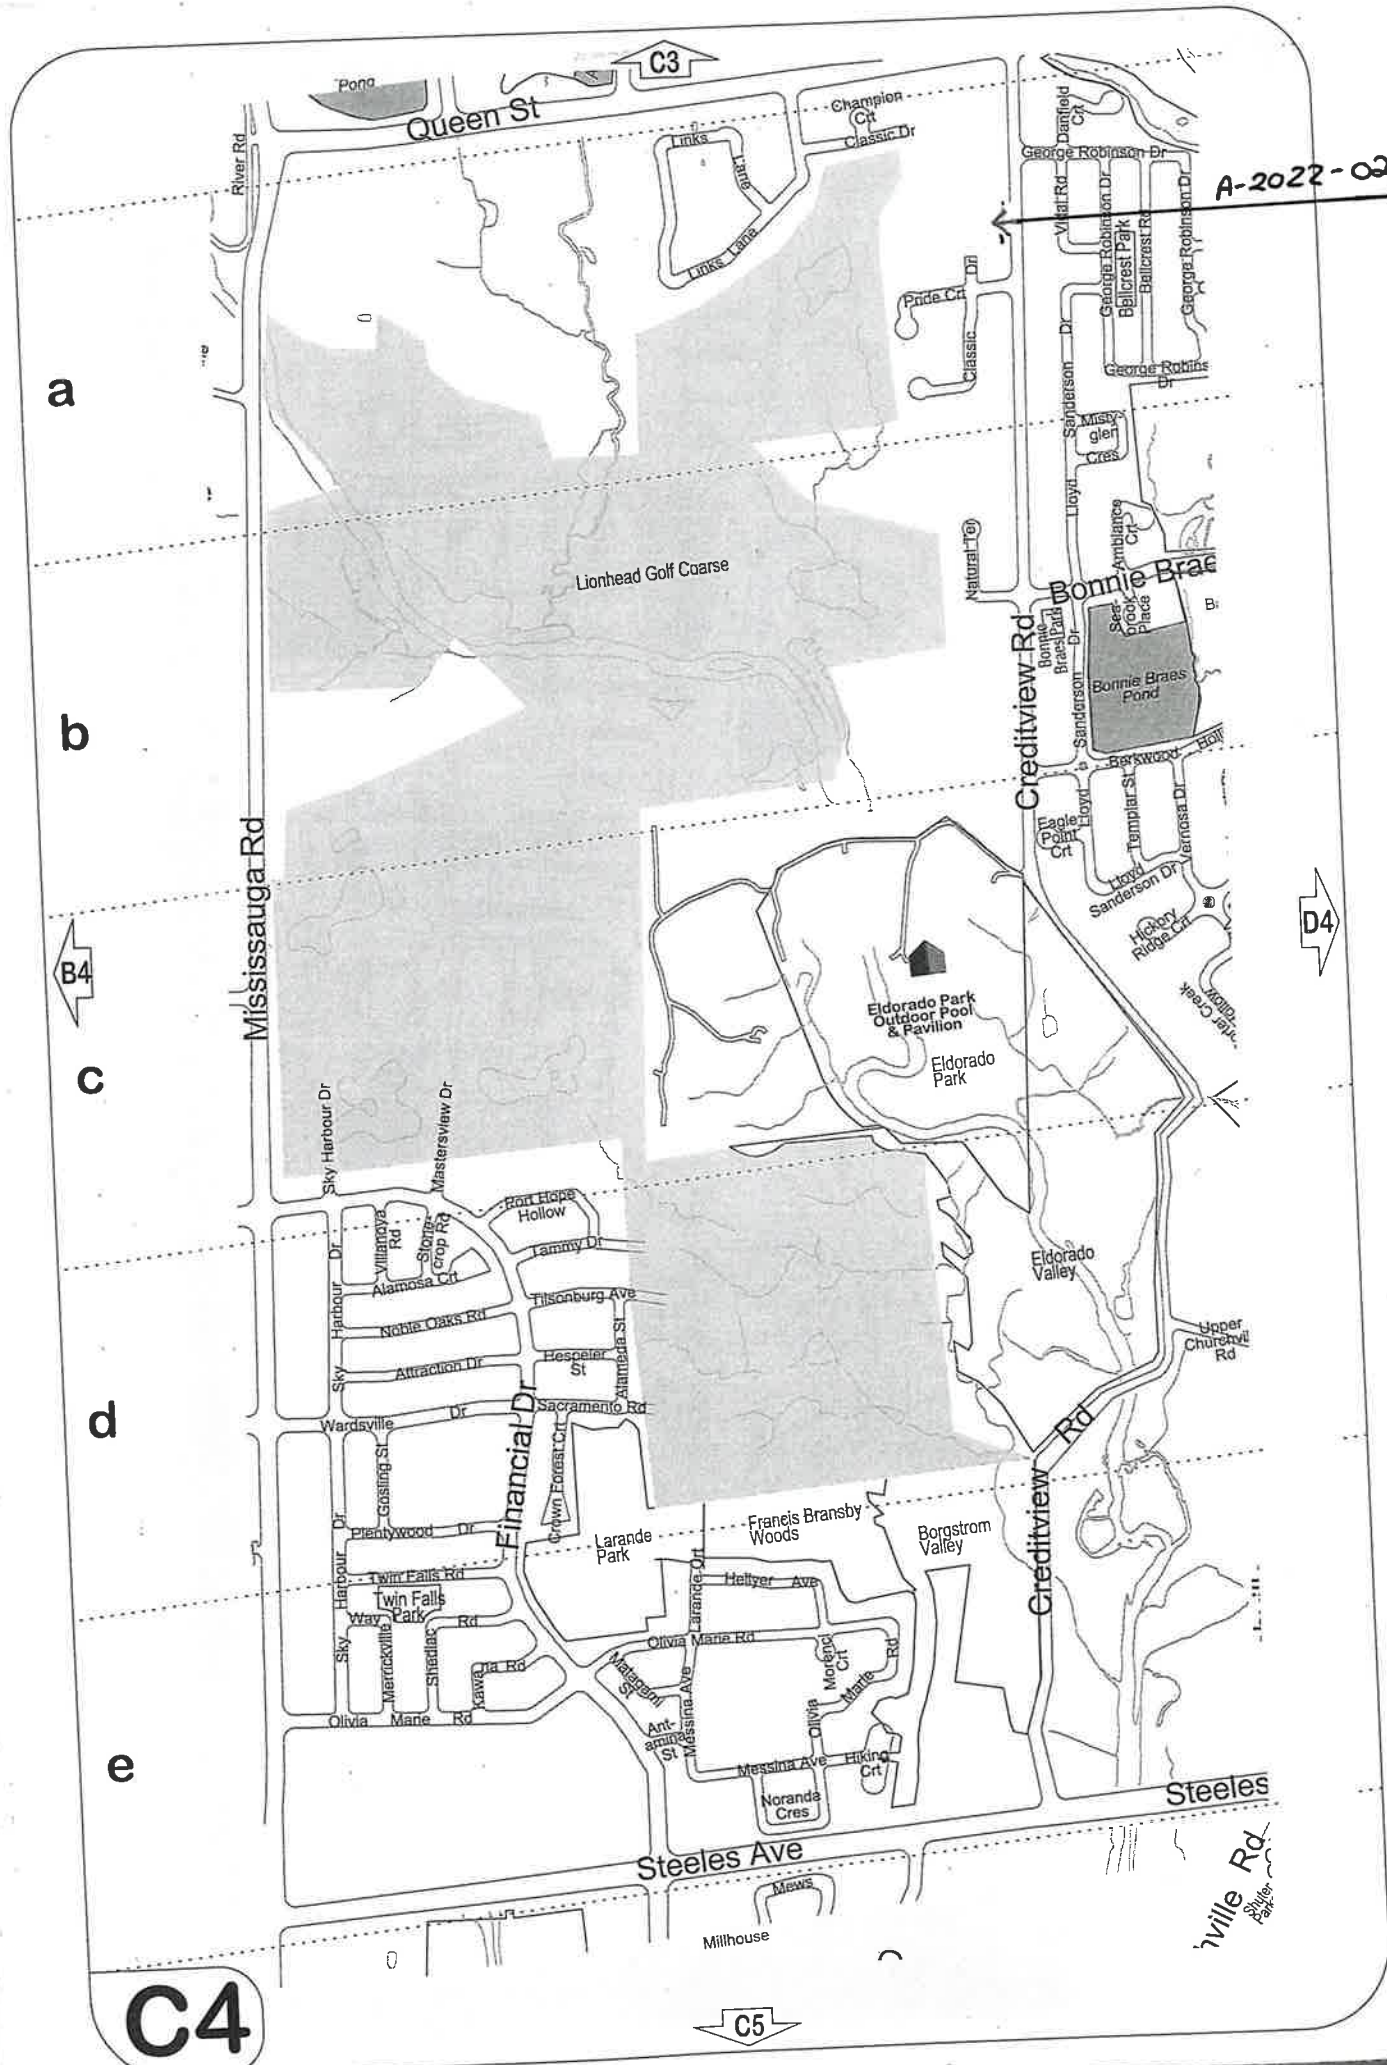 C3
Pond
Queen St
River Rd
Links
Lane
Links Lane
Champion
Crt
Classic Dr
Danfield
Crt
George Robinson Dr
A-2022-02
Vidal Rd
George Robinson Dr
Bellcrest Park
Bellcrest Rd
George Robinson Dr
Pride Crt
Classic
Dr
George Robins
Dr
a
Misty-
glen
Cres
Lloyd
Sanderson
Dr
Lionhead Golf Coarse
Natural Ter
Ambiance
Crt
Bonnie Brae
Sea-
brook
Place
Bonnie
Braes Park
Sanderson
Dr
Bonnie Braes
Pond
b
Creditview Rd
Berkwood
Holl
Mississauga Rd
Eagle
Point
Crt
Lloyd
Templar St
Vernosa Dr
Lloyd
Sanderson Dr
Hickory
Ridge Crt
B4
D4
Eldorado Park
Outdoor Pool
& Pavilion
Eldorado
Park
orter Creek
c
Sky Harbour Dr
Mastersview Dr
Port Hope
Hollow
Villanova
Rd
Stone-
crop Rd
Tammy Dr
Alamosa Crt
Eldorado
Valley
Tilsonburg Ave
Noble Oaks Rd
Sky
Harbour
Dr
Hespeler
St
Alameda St
Upper
Churchvil
Rd
Attraction Dr
Sacramento Rd
Wardsville
Dr
d
Financial Dr
Gosling St
Crown Forest Crt
Creditview
Rd
Plentywood
Dr
Larande
Park
Francis Bransby
Woods
Borgstrom
Valley
Twin Falls Rd
Twin Falls
Park
Larande Crt
Hellyer
Ave
Sky
Harbour
Dr
Way
Rd
Merrickville
Shediac
Kawana Rd
Olivia Marie Rd
Matagami
St
Messina Ave
Morenci
Crt
Olivia
Marie
Rd
Olivia
Marie
Rd
Ant-
amina
St
Messina Ave
Hiking
Crt
e
Noranda
Cres
Steeles
Steeles Ave
Mews
Millhouse
hville Rd
Shuter
Park
C4
C5